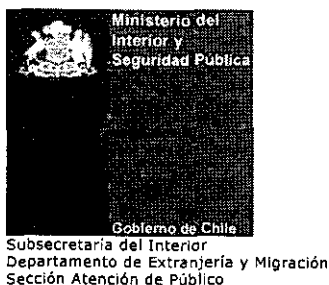 Ministerio del
Interior y
Seguridad Pública
Gobierno de Chile
Subsecretaría del Interior
Departamento de Extranjería y Migración
Sección Atención de Público